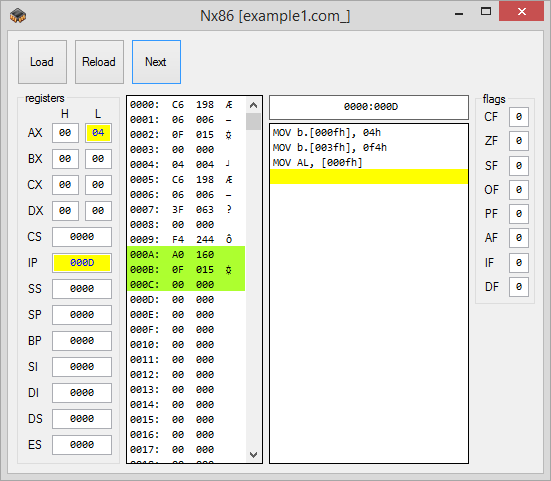 Nx86 [example1.com_]
Load Reload Next
registers
H L
AX 00 04
BX 00 00
CX 00 00
DX 00 00
CS 0000
IP 000D
SS 0000
SP 0000
BP 0000
SI 0000
DI 0000
DS 0000
ES 0000
0000: C6 198 Æ
0001: 06 006 –
0002: 0F 015 ☼
0003: 00 000
0004: 04 004 ┘
0005: C6 198 Æ
0006: 06 006 –
0007: 3F 063 ?
0008: 00 000
0009: F4 244 ô
000A: A0 160
000B: 0F 015 ☼
000C: 00 000
000D: 00 000
000E: 00 000
000F: 00 000
0010: 00 000
0011: 00 000
0012: 00 000
0013: 00 000
0014: 00 000
0015: 00 000
0016: 00 000
0017: 00 000
0000:000D
MOV b.[000fh], 04h
MOV b.[003fh], 0f4h
MOV AL, [000fh]
flags
CF 0
ZF 0
SF 0
OF 0
PF 0
AF 0
IF 0
DF 0